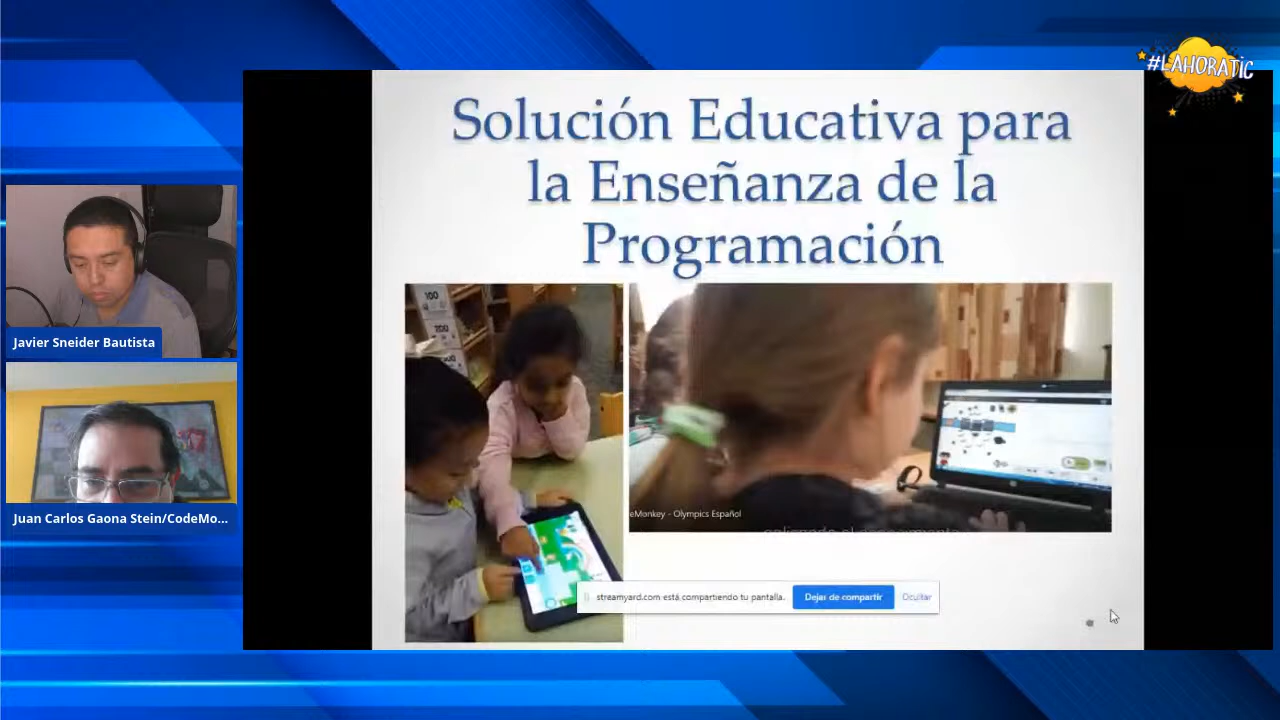 #LAHORATIC
Solución Educativa para
la Enseñanza de la
Programación
Javier Sneider Bautista
Juan Carlos Gaona Stein/CodeMo...
100
eMonkey - Olympics Español
streamyard.com está compartiendo tu pantalla.
Dejar de compartir
Ocultar